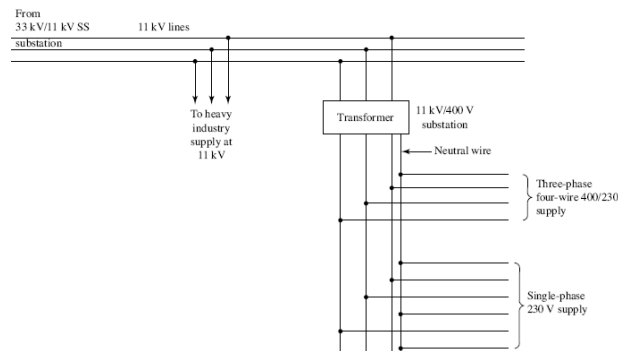 From
33 kV/11 kV SS
11 kV lines
substation
To heavy
industry
supply at
11 kV
Transformer
11 kV/400 V
substation
Neutral wire
Three-phase
four-wire 400/230
supply
Single-phase
230 V supply